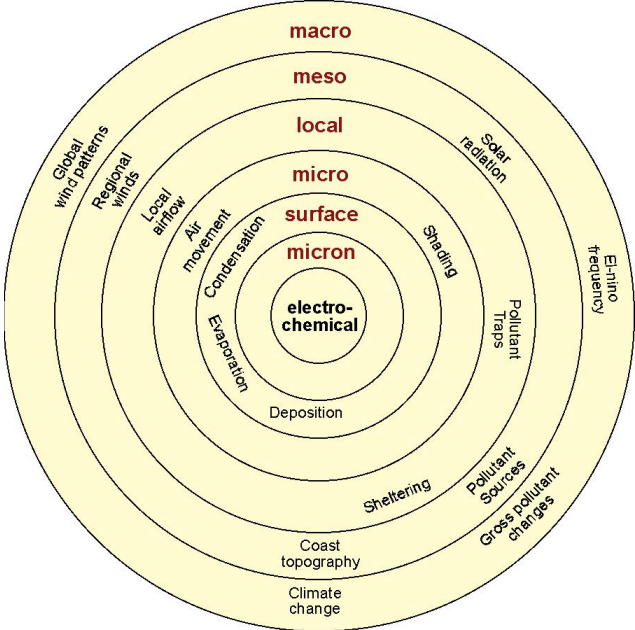 macro
meso
local
micro
surface
micron
electro-
chemical
Global
wind patterns
Regional
winds
Local
airflow
Air
movement
Condensation
Evaporation
Deposition
Shading
Solar
radiation
El-nino
frequency
Pollutant
Traps
Pollutant
Sources
Gross pollutant
changes
Sheltering
Coast
topography
Climate
change